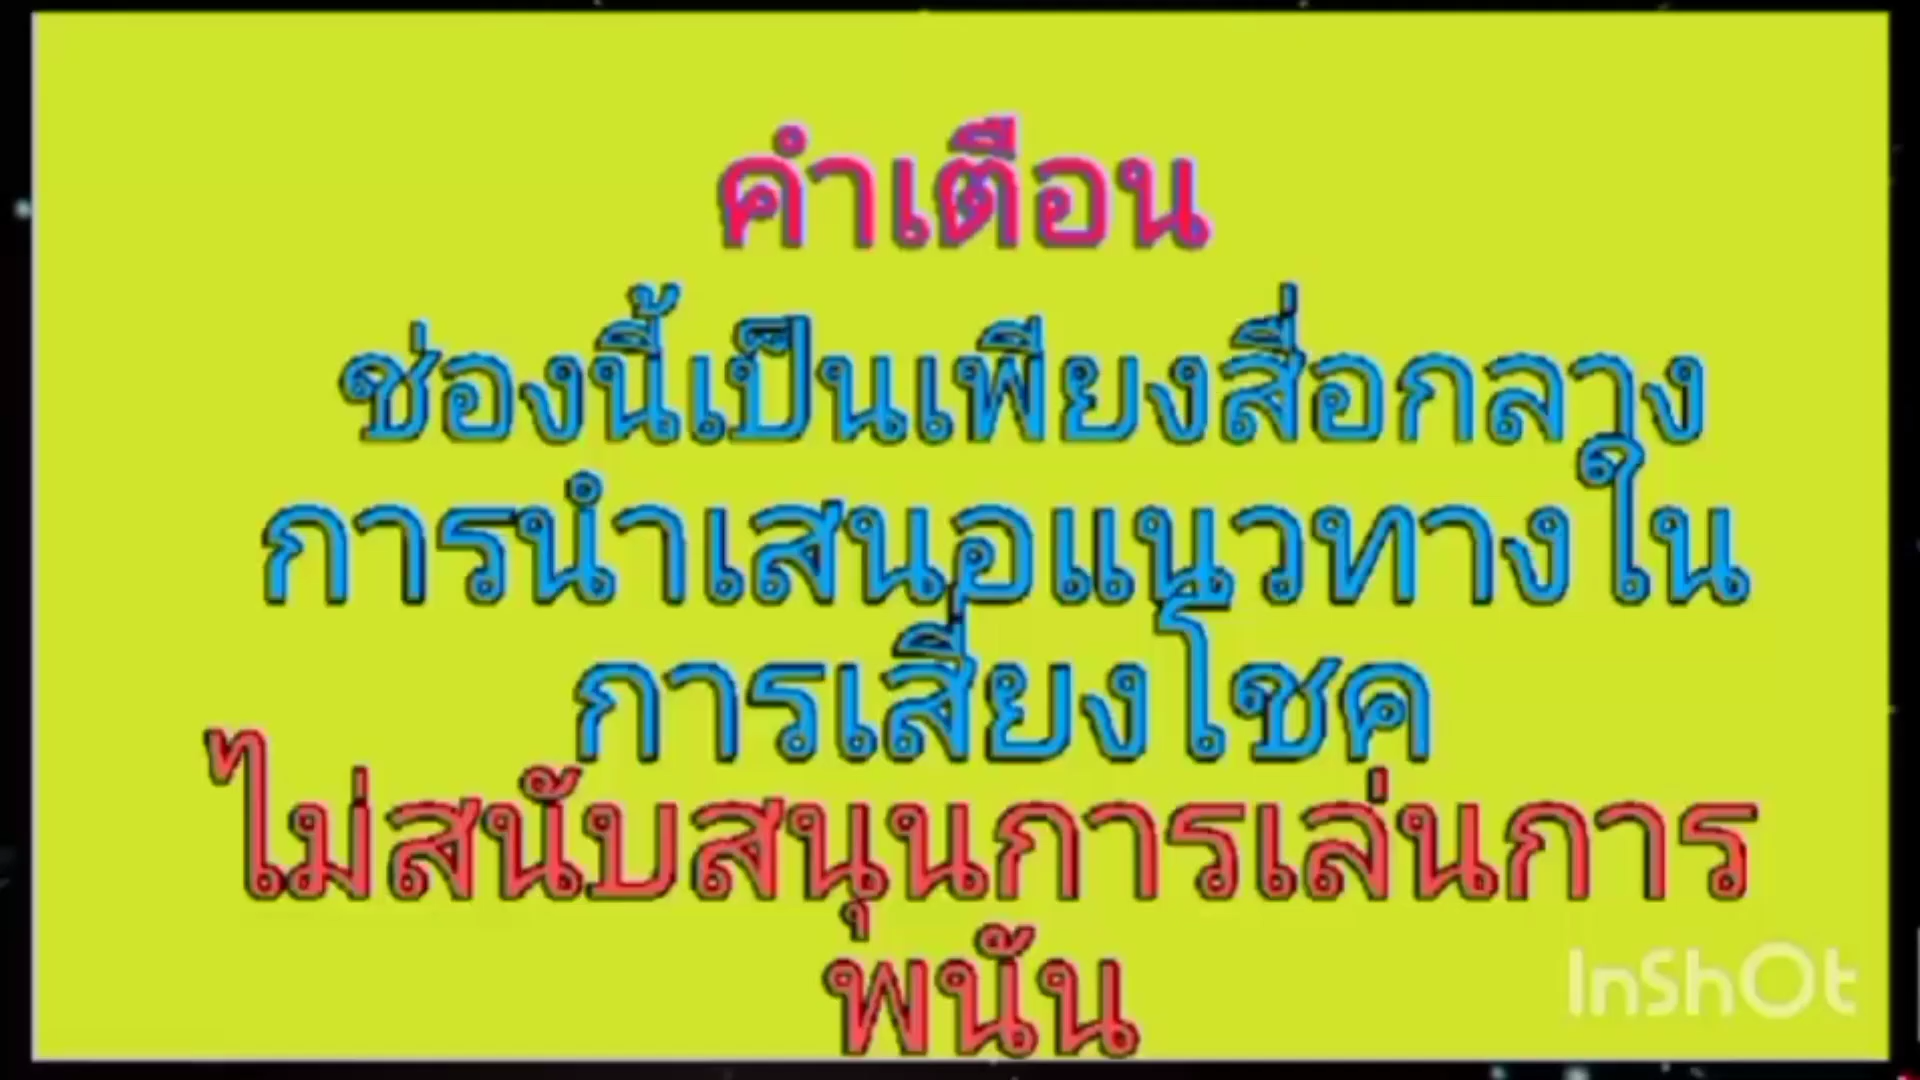 คำเตือน
ช่องนี้เป็นเพียงสื่อกลาง
การนำเสนอแนวทางใน
การเสี่ยงโชค
ไม่สนับสนุนการเล่นการ
พนัน
InShOt